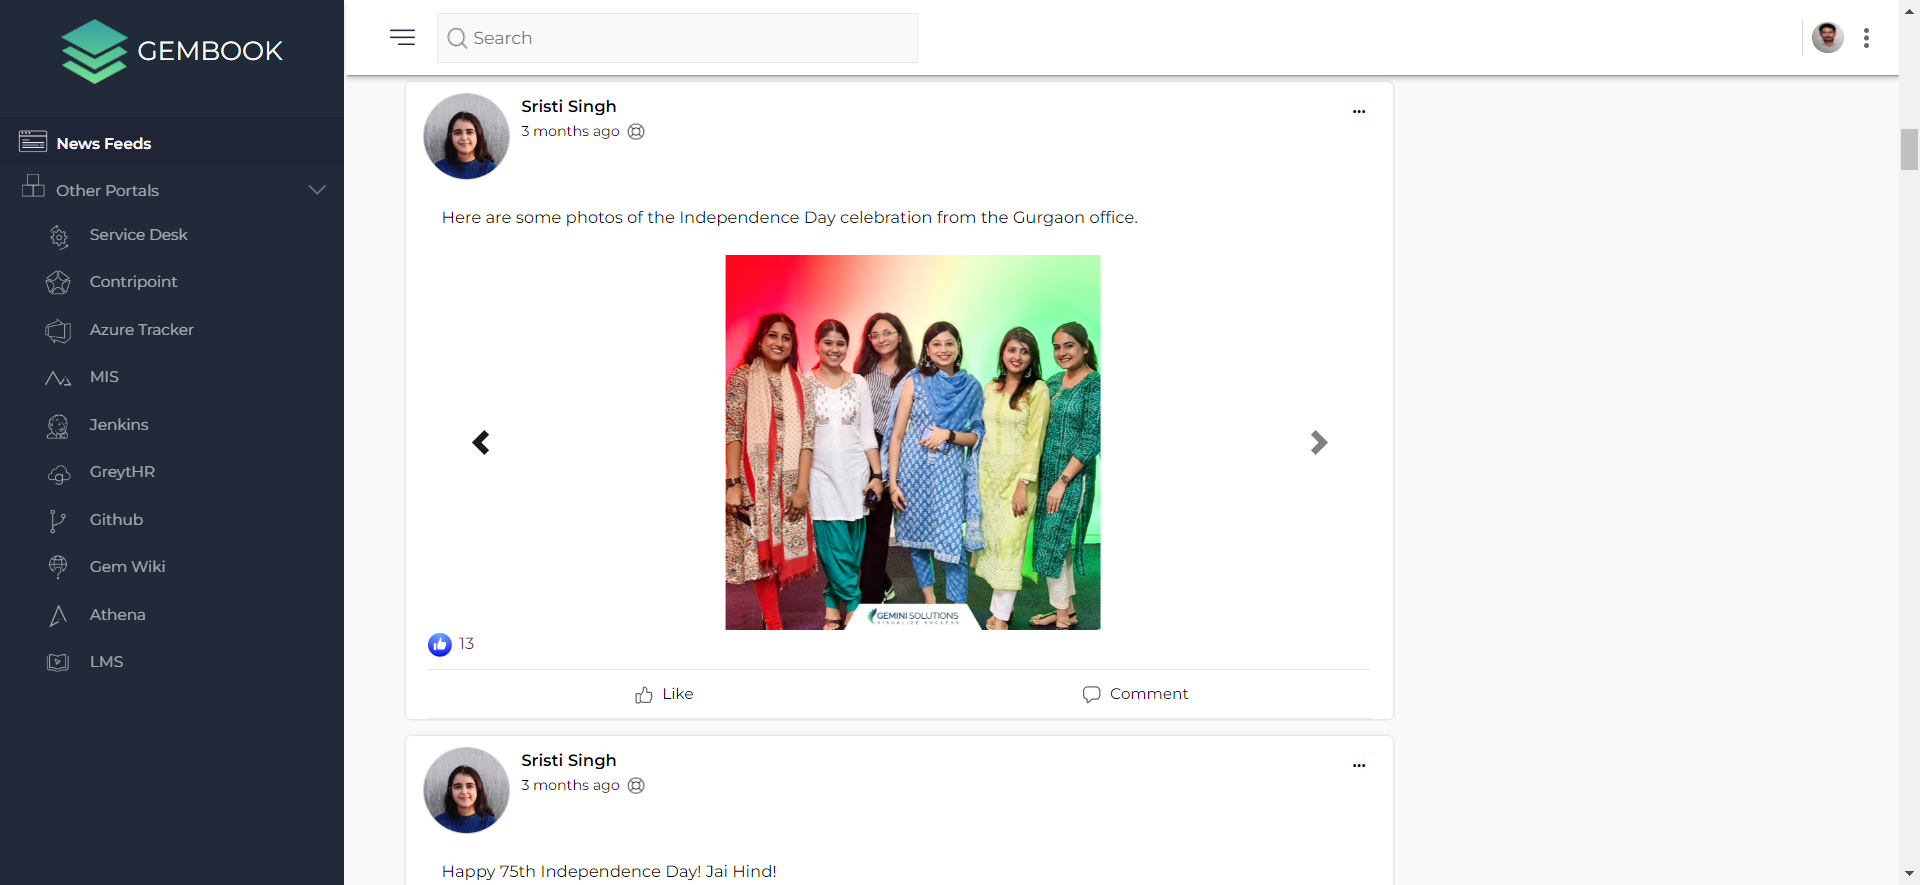 GEMBOOK
Search
News Feeds
Other Portals
Service Desk
Contripoint
Azure Tracker
MIS
Jenkins
GreytHR
Github
Gem Wiki
Athena
LMS
Sristi Singh
3 months ago
Here are some photos of the Independence Day celebration from the Gurgaon office.
GEMINI SOLUTIONS
VISUALIZE SUCCESS
13
Like
Comment
Sristi Singh
3 months ago
Happy 75th Independence Day! Jai Hind!